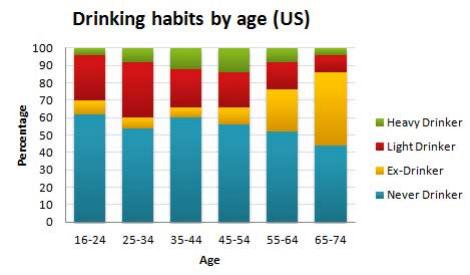 Drinking habits by age (US)
Percentage
100
90
80
70
60
50
40
30
20
10
0
16-24 25-34 35-44 45-54 55-64 65-74
Age
Heavy Drinker
Light Drinker
Ex-Drinker
Never Drinker